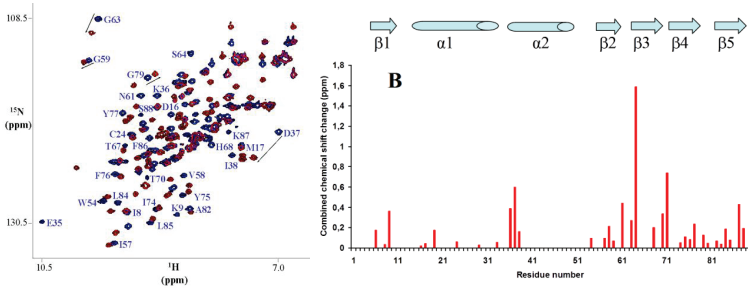 108.5
G63
G59
S64
G79
K36
N61
S88
D16
¹⁵N
(ppm)
Y77
K87
D37
C24
H68
M17
T67
F86
I38
F76
T70
V58
L84
Y75
W54
I74
K9
A82
I8
130.5
E35
L85
I57
10.5
¹H
(ppm)
7.0
β1
α1
α2
β2
β3
β4
β5
B
Combined chemical shift change (ppm)
1,8
1,6
1,4
1,2
1
0,8
0,6
0,4
0,2
0
1
11
21
31
41
51
61
71
81
Residue number